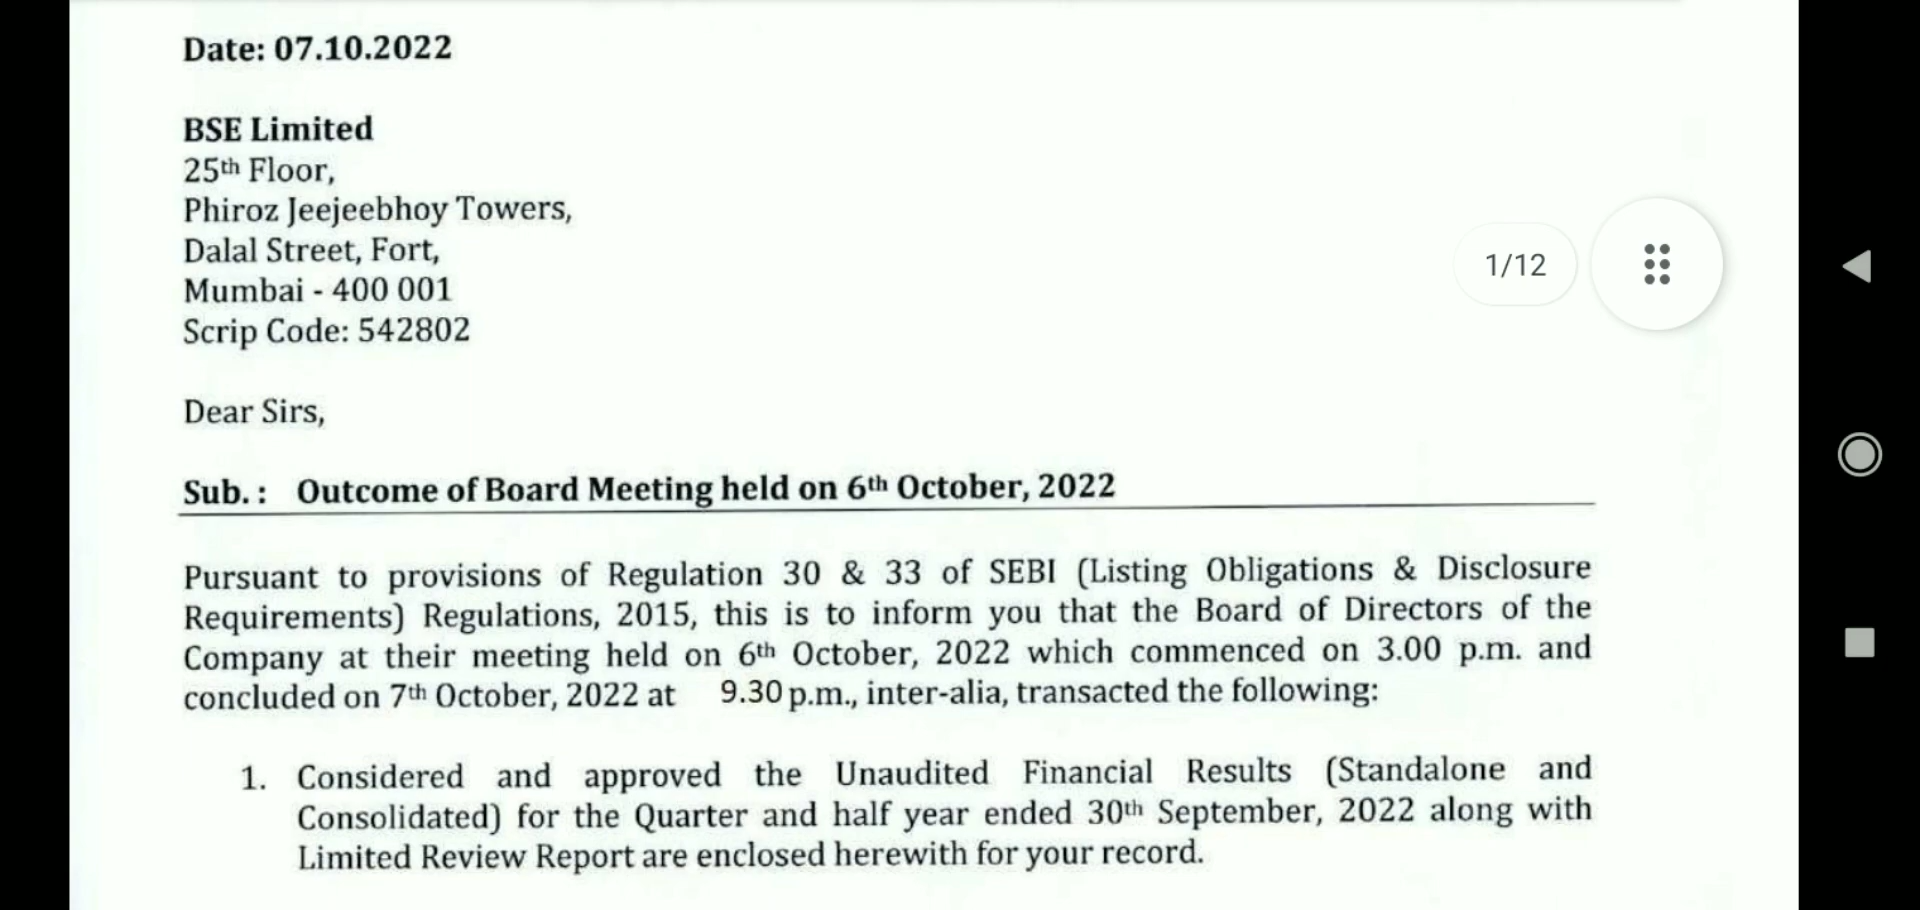 Date: 07.10.2022
BSE Limited
25th Floor,
Phiroz Jeejeebhoy Towers,
Dalal Street, Fort,
Mumbai - 400 001
Scrip Code: 542802
1/12
Dear Sirs,
Sub. : Outcome of Board Meeting held on 6th October, 2022
Pursuant to provisions of Regulation 30 & 33 of SEBI (Listing Obligations & Disclosure
Requirements) Regulations, 2015, this is to inform you that the Board of Directors of the
Company at their meeting held on 6th October, 2022 which commenced on 3.00 p.m. and
concluded on 7th October, 2022 at 9.30 p.m., inter-alia, transacted the following:
1. Considered and approved the Unaudited Financial Results (Standalone and
Consolidated) for the Quarter and half year ended 30th September, 2022 along with
Limited Review Report are enclosed herewith for your record.